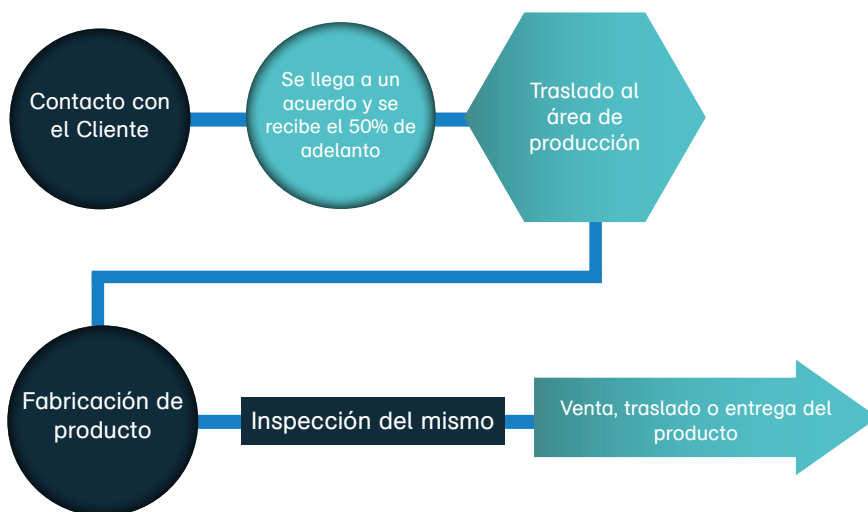 Contacto con
el Cliente
Se llega a un
acuerdo y se
recibe el 50% de
adelanto
Traslado al
área de
producción
Fabricación de
producto
Inspección del mismo
Venta, traslado o entrega del
producto